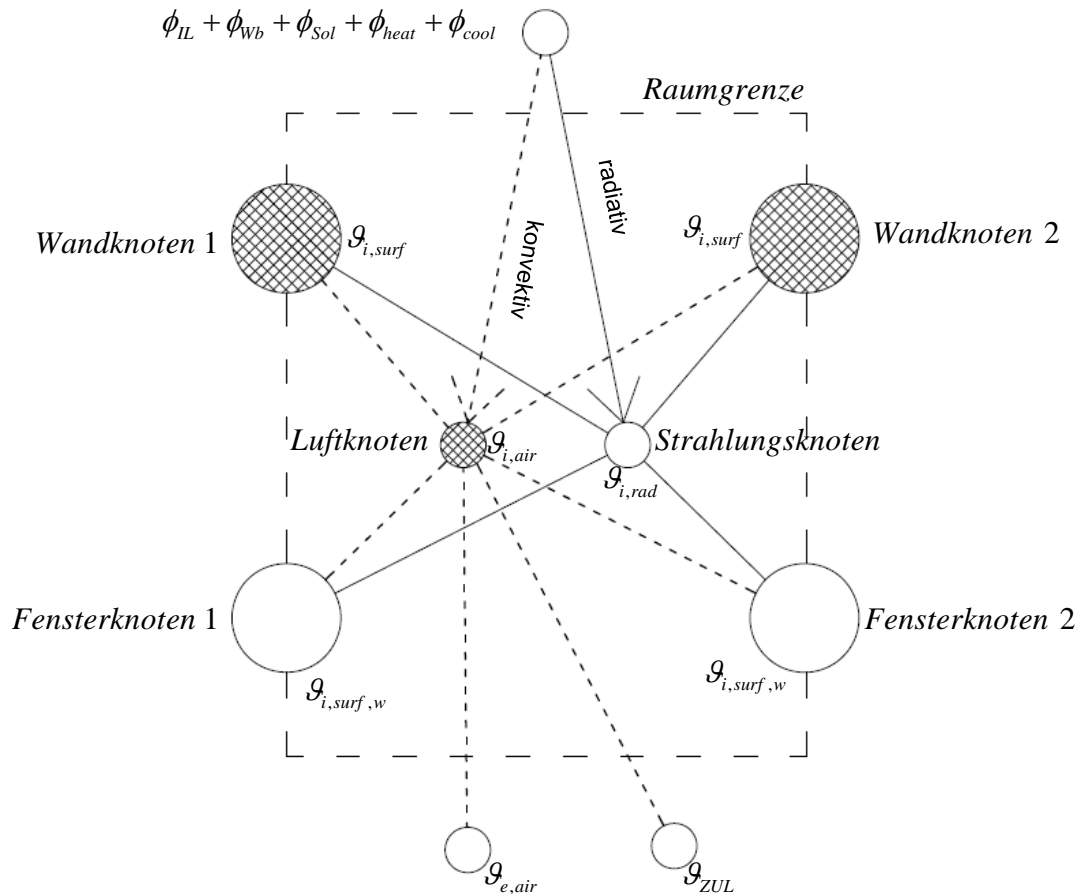 ϕ_IL + ϕ_Wb + ϕ_Sol + ϕ_heat + ϕ_cool
Raumgrenze
konvektiv
radiativ
Wandknoten 1
ϑ_i,surf
ϑ_i,surf
Wandknoten 2
Luftknoten
ϑ_i,air
Strahlungsknoten
ϑ_i,rad
Fensterknoten 1
Fensterknoten 2
ϑ_i,surf,w
ϑ_i,surf,w
ϑ_e,air
ϑ_ZUL